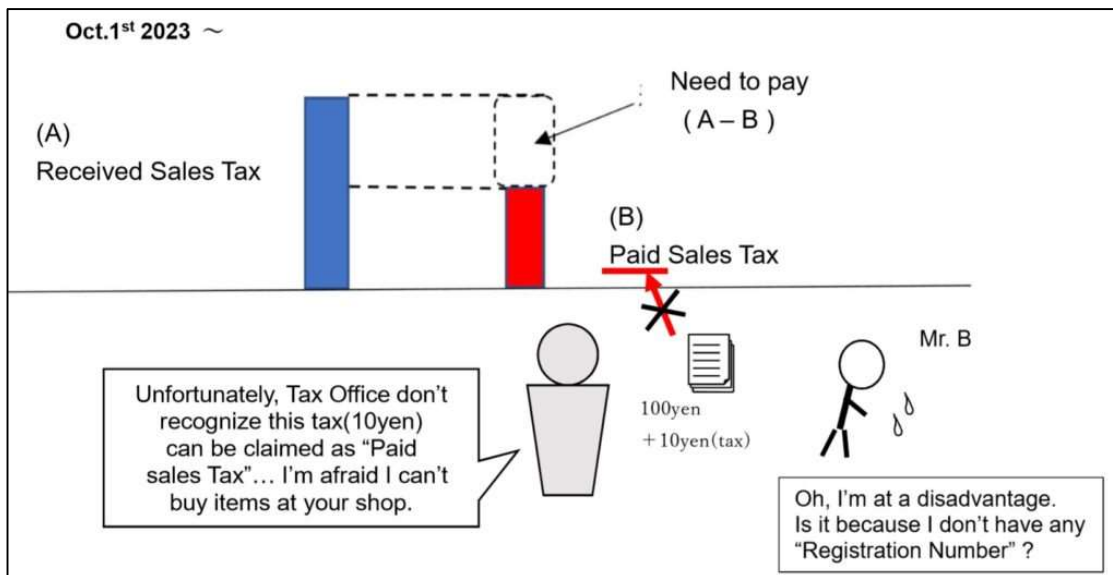 Oct.1st 2023 ～
Need to pay
( A – B )
(A)
Received Sales Tax
(B)
Paid Sales Tax
Mr. B
Unfortunately, Tax Office don’t
recognize this tax(10yen)
can be claimed as “Paid
sales Tax”… I’m afraid I can’t
buy items at your shop.
100yen
＋10yen(tax)
Oh, I’m at a disadvantage.
Is it because I don’t have any
“Registration Number” ?